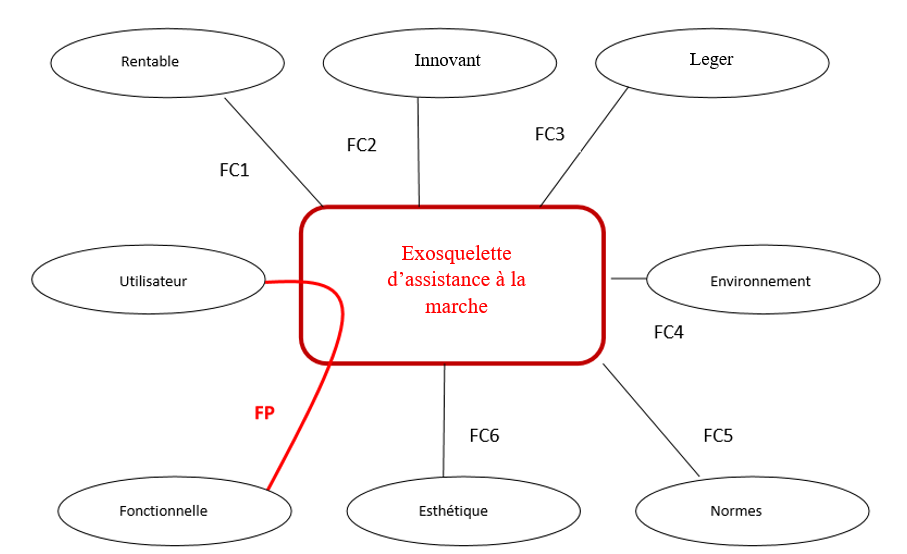 Rentable
Innovant
Leger
FC1
FC2
FC3
Exosquelette
d’assistance à la
marche
Utilisateur
Environnement
FC4
FP
FC6
FC5
Fonctionnelle
Esthétique
Normes